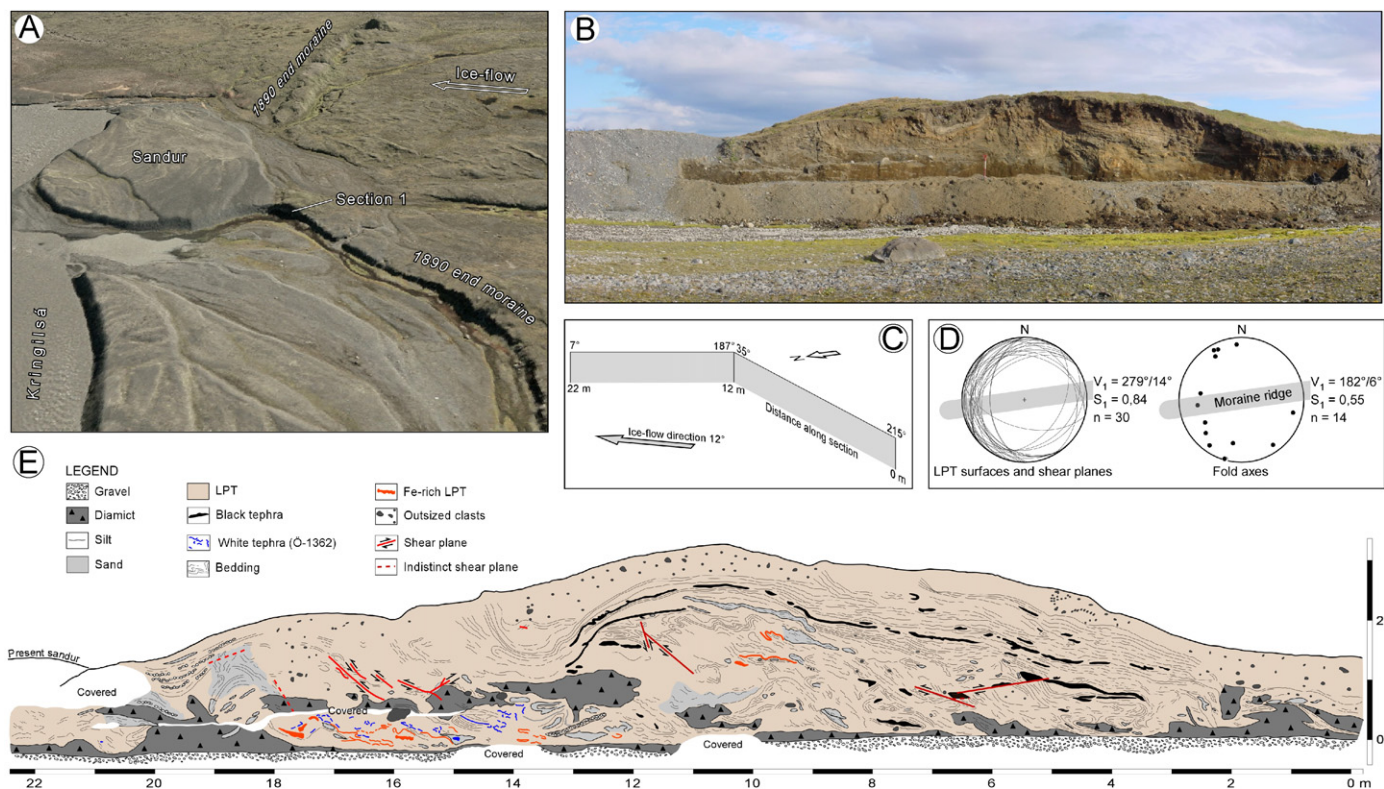 A
1890 end moraine
Ice-flow
Sandur
Section 1
1890 end moraine
Kringilsá
B
C
7°
187°
35°
N
22 m
12 m
Distance along section
215°
Ice-flow direction 12°
0 m
D
N
V1 = 279°/14°
S1 = 0,84
n = 30
LPT surfaces and shear planes
N
Moraine ridge
V1 = 182°/6°
S1 = 0,55
n = 14
Fold axes
E
LEGEND
Gravel
Diamict
Silt
Sand
LPT
Black tephra
White tephra (Ö-1362)
Bedding
Fe-rich LPT
Outsized clasts
Shear plane
Indistinct shear plane
Present sandur
Covered
Covered
Covered
Covered
2
0
22 20 18 16 14 12 10 8 6 4 2 0 m